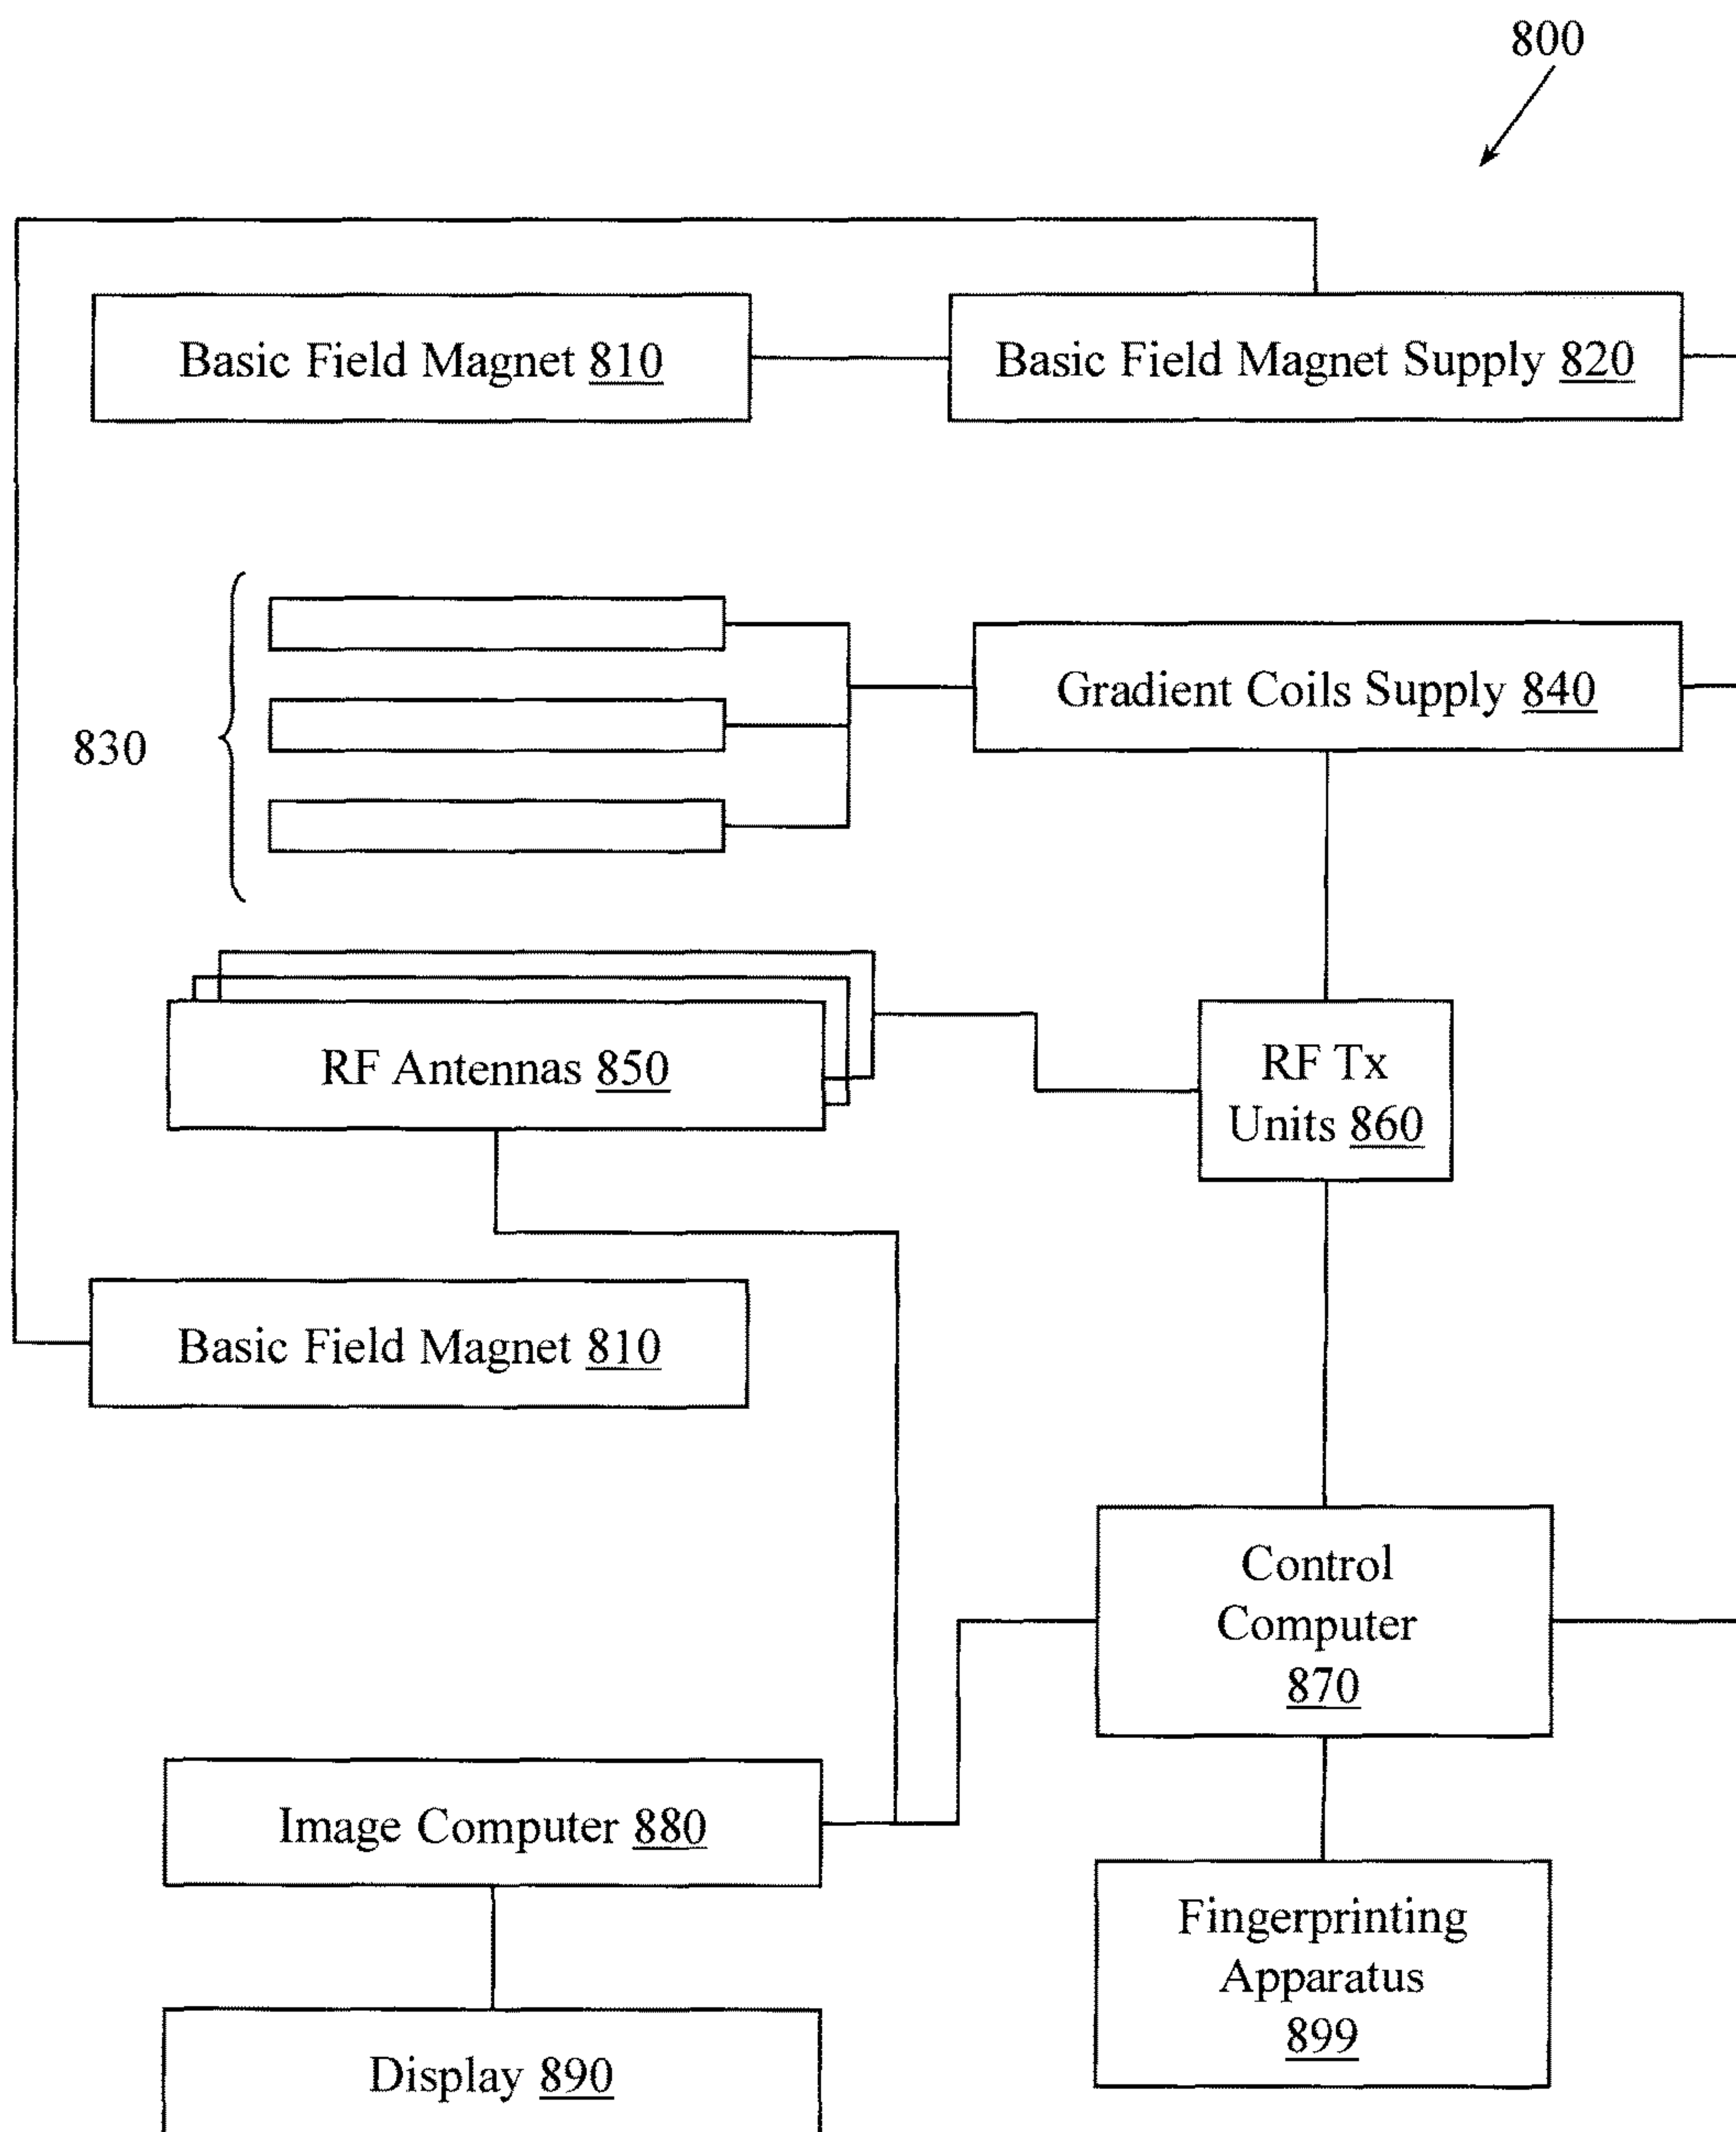 800
Basic Field Magnet 810
Basic Field Magnet Supply 820
830
Gradient Coils Supply 840
RF Antennas 850
RF Tx
Units 860
Basic Field Magnet 810
Control
Computer
870
Image Computer 880
Fingerprinting
Apparatus
899
Display 890